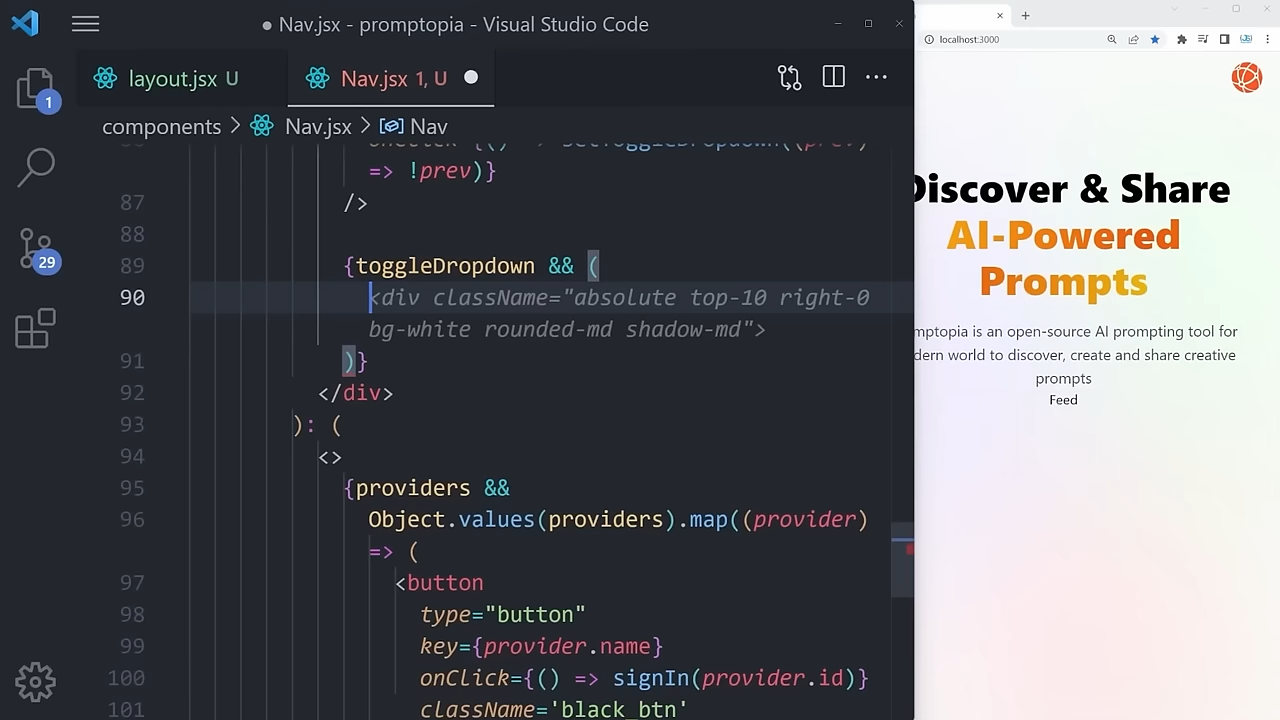 Nav.jsx - promptopia - Visual Studio Code
layout.jsx U
Nav.jsx 1, U
components > Nav.jsx > Nav
onClick={() => setToggleDropdown((prev)
=> !prev)}
87 />
88
89 {toggleDropdown && (
90 <div className="absolute top-10 right-0
bg-white rounded-md shadow-md">
91 )}
92 </div>
93 ): (
94 <>
95 {providers &&
96 Object.values(providers).map((provider)
=> (
97 <button
98 type="button"
99 key={provider.name}
100 onClick={() => signIn(provider.id)}
101 className='black_btn'
1
29
localhost:3000
Discover & Share
AI-Powered
Prompts
mptopia is an open-source AI prompting tool for
dern world to discover, create and share creative
prompts
Feed